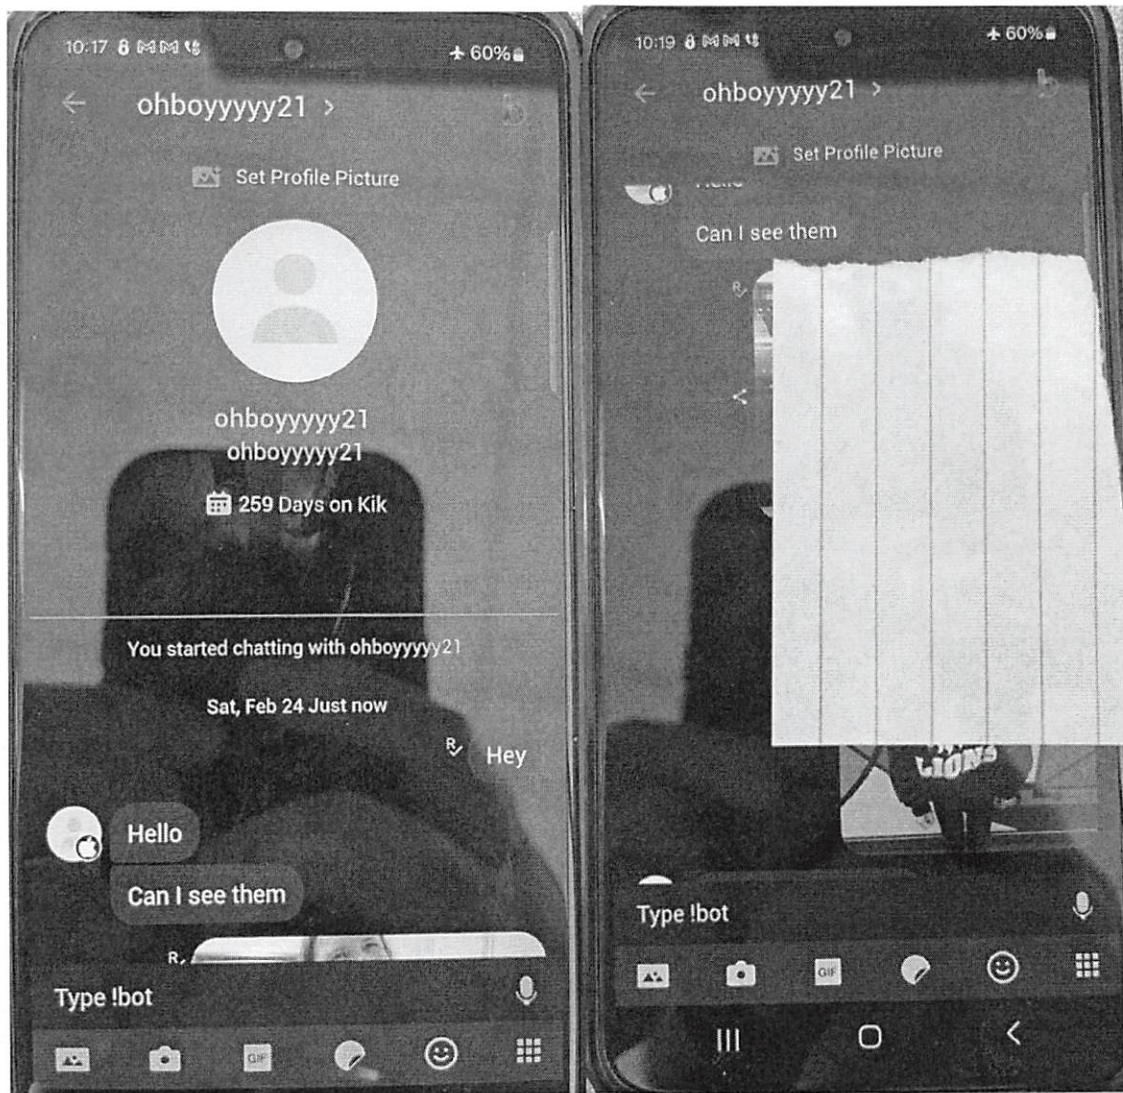 10:17
60%
ohboyyyyy21 >
Set Profile Picture
ohboyyyyy21
ohboyyyyy21
259 Days on Kik
You started chatting with ohboyyyyy21
Sat, Feb 24 Just now
R
Hey
Hello
Can I see them
R
Type !bot
GIF
10:19
60%
ohboyyyyy21 >
Set Profile Picture
Hello
Can I see them
R
LIONS
Type !bot
GIF